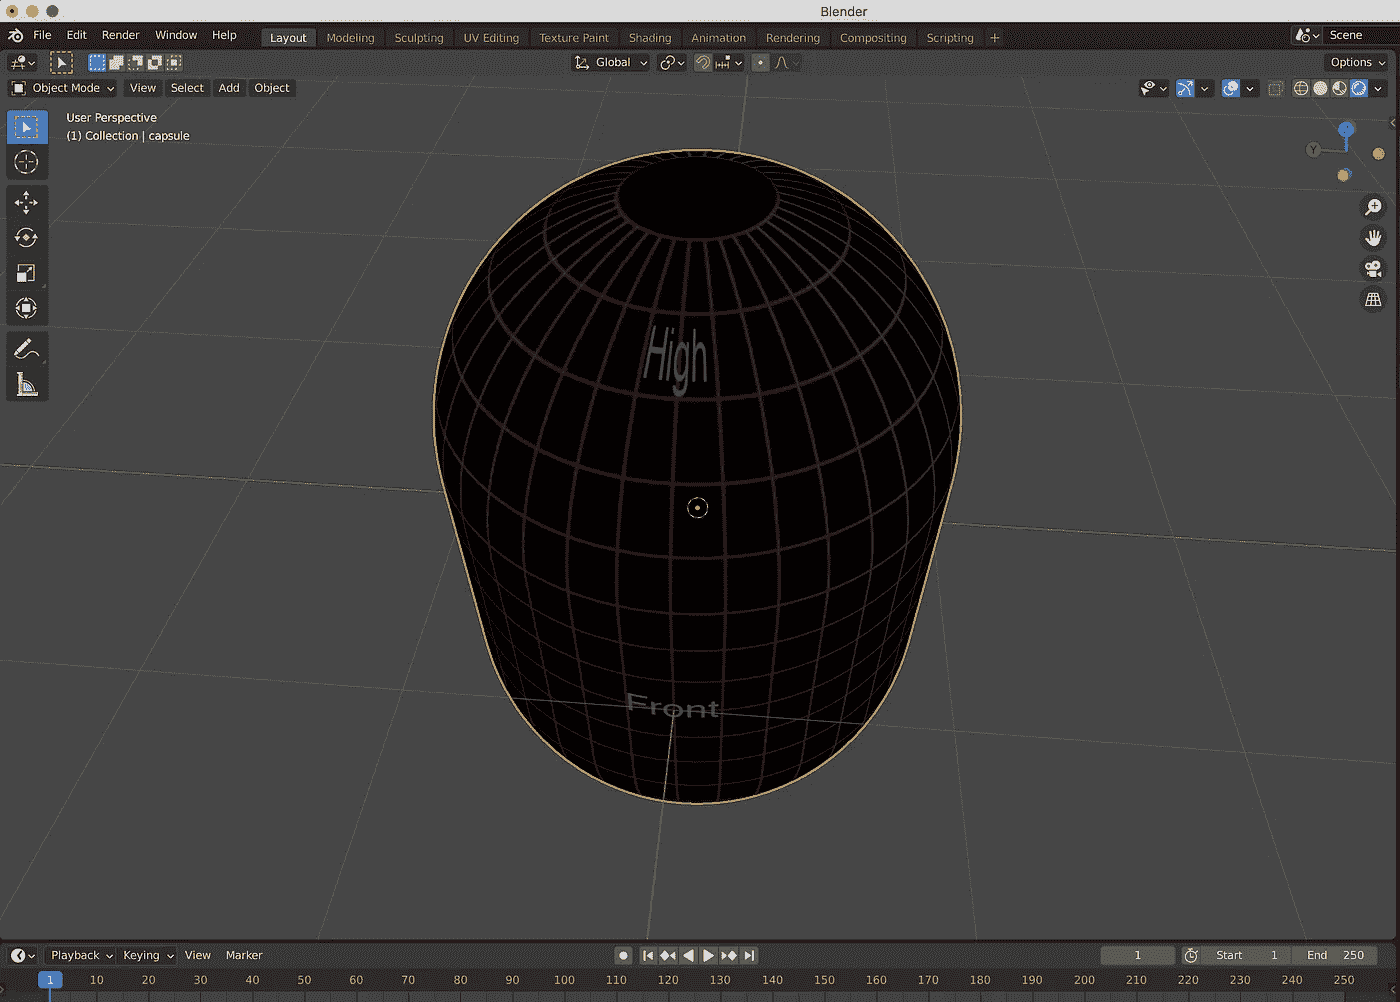 Blender
File Edit Render Window Help Layout Modeling Sculpting UV Editing Texture Paint Shading Animation Rendering Compositing Scripting + Scene
Global Options
Object Mode View Select Add Object
User Perspective
(1) Collection | capsule
Y
High
Front
Playback Keying View Marker 1 Start 1 End 250
1 10 20 30 40 50 60 70 80 90 100 110 120 130 140 150 160 170 180 190 200 210 220 230 240 250